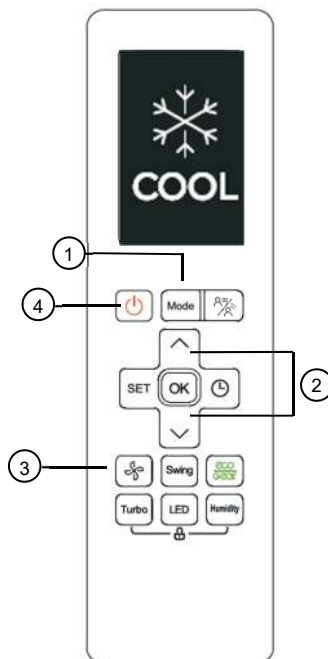 COOL
1
4
Mode
SET OK
2
3
Swing eco
GEAR
Turbo LED Humidity